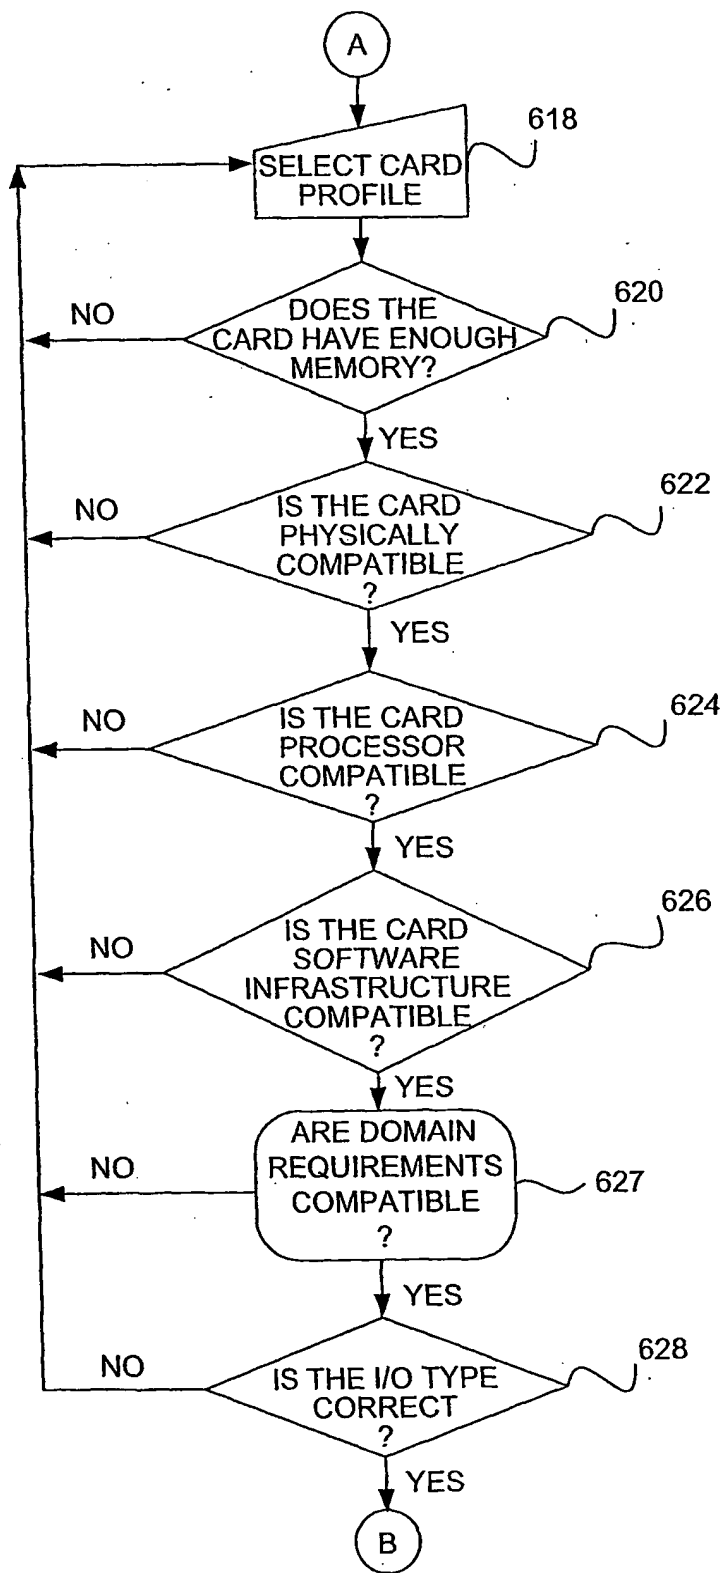 A
618
SELECT CARD
PROFILE
620
NO
DOES THE
CARD HAVE ENOUGH
MEMORY?
YES
622
NO
IS THE CARD
PHYSICALLY
COMPATIBLE
?
YES
624
NO
IS THE CARD
PROCESSOR
COMPATIBLE
?
YES
626
NO
IS THE CARD
SOFTWARE
INFRASTRUCTURE
COMPATIBLE
?
YES
NO
ARE DOMAIN
REQUIREMENTS
COMPATIBLE
?
627
YES
628
NO
IS THE I/O TYPE
CORRECT
?
YES
B